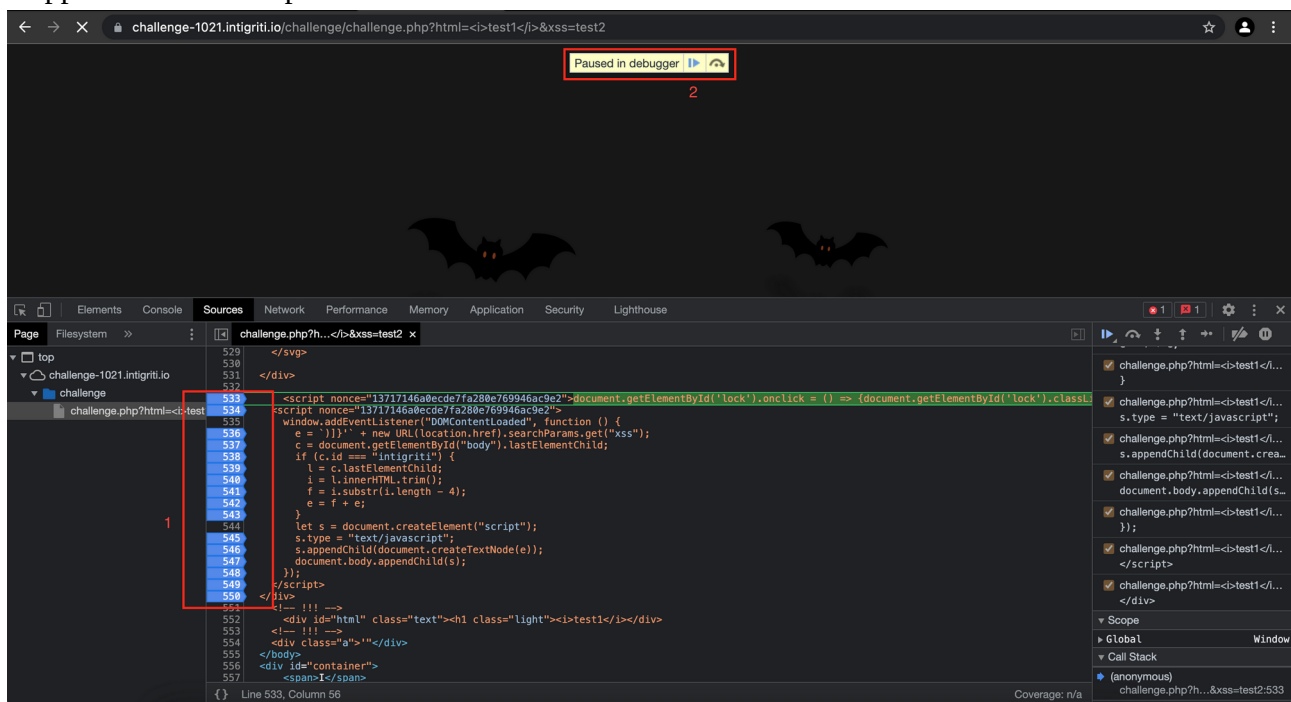 challenge-1021.intigriti.io/challenge/challenge.php?html=<i>test1</i>&xss=test2
Paused in debugger
2
Elements Console Sources Network Performance Memory Application Security Lighthouse 1 1
Page Filesystem » challenge.php?h...</i>&xss=test2 ×
top
challenge-1021.intigriti.io
challenge
challenge.php?html=<i>test
529 </svg>
530
531 </div>
532
533 <script nonce="13717146a0ecde7fa280e769946ac9e2">document.getElementById('lock').onclick = () => {document.getElementById('lock').classLi
534 <script nonce="13717146a0ecde7fa280e769946ac9e2">
535 window.addEventListener("DOMContentLoaded", function () {
536 e = `)]}'` + new URL(location.href).searchParams.get("xss");
537 c = document.getElementById("body").lastElementChild;
538 if (c.id === "intigriti") {
539 l = c.lastElementChild;
540 i = l.innerHTML.trim();
541 f = i.substr(i.length - 4);
542 e = f + e;
543 }
544 let s = document.createElement("script");
545 s.type = "text/javascript";
546 s.appendChild(document.createTextNode(e));
547 document.body.appendChild(s);
548 });
549 </script>
550 </div>
551 <!-- !!! -->
552 <div id="html" class="text"><h1 class="light"><i>test1</i></div>
553 <!-- !!! -->
554 <div class="a">'"</div>
555 </body>
556 <div id="container">
557 <span>I</span>
1
{} Line 533, Column 56 Coverage: n/a
challenge.php?html=<i>test1</i...
}
challenge.php?html=<i>test1</i...
s.type = "text/javascript";
challenge.php?html=<i>test1</i...
s.appendChild(document.crea...
challenge.php?html=<i>test1</i...
document.body.appendChild(s...
challenge.php?html=<i>test1</i...
});
challenge.php?html=<i>test1</i...
</script>
challenge.php?html=<i>test1</i...
</div>
Scope
Global Window
Call Stack
(anonymous)
challenge.php?h...&xss=test2:533